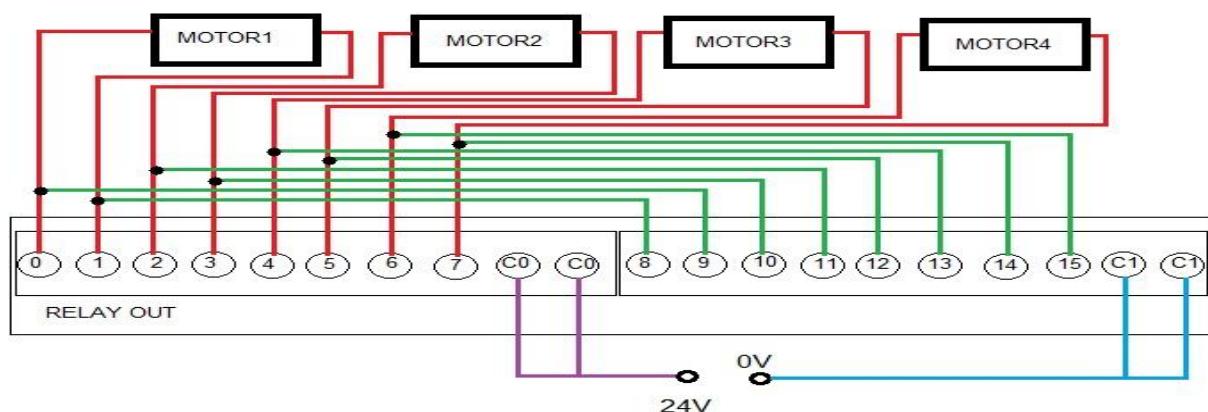 MOTOR1 MOTOR2 MOTOR3 MOTOR4
0 1 2 3 4 5 6 7 C0 C0 8 9 10 11 12 13 14 15 C1 C1
RELAY OUT
0V
24V